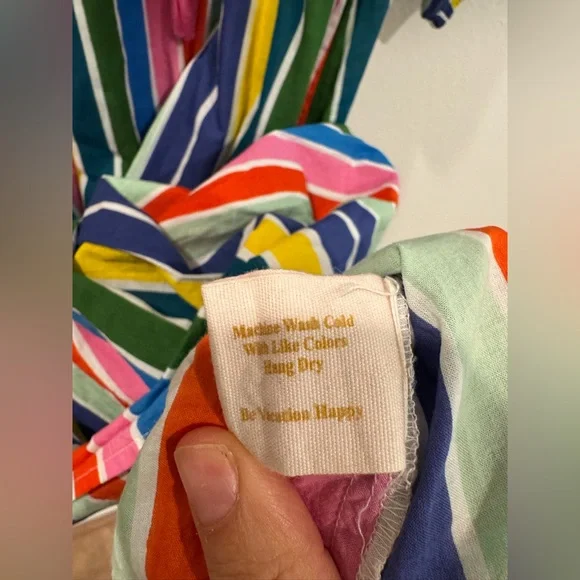 Machine Wash Cold
With Like Colors
Hang Dry
Be Vacation Happy